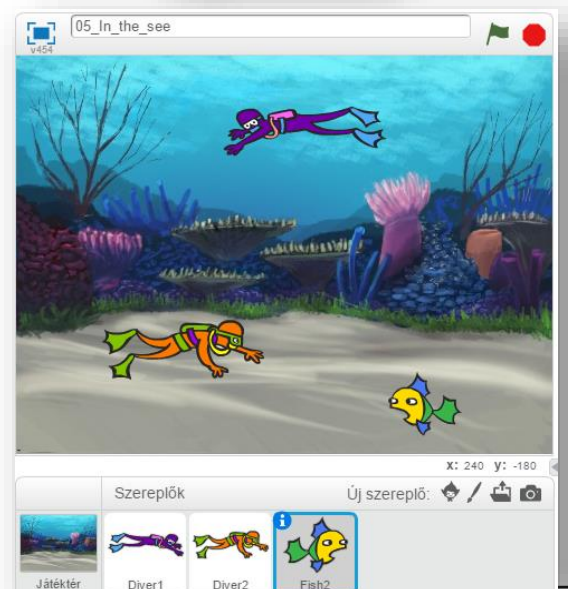 05_In_the_see
v454
x: 240 y: -180
Szereplők
Új szereplő:
Játéktér
Diver1
Diver2
Fish2